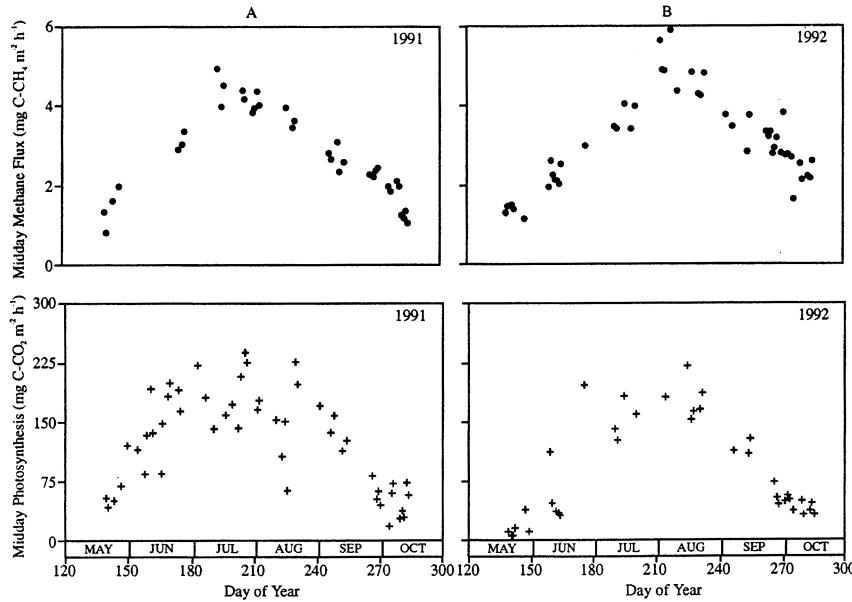 A
B
Midday Methane Flux (mg C-CH₄ m⁻² h⁻¹)
6
4
2
0
1991
1992
Midday Photosynthesis (mg C-CO₂ m⁻² h⁻¹)
300
225
150
75
0
1991
1992
MAY JUN JUL AUG SEP OCT
MAY JUN JUL AUG SEP OCT
120 150 180 210 240 270 300
120 150 180 210 240 270 300
Day of Year
Day of Year